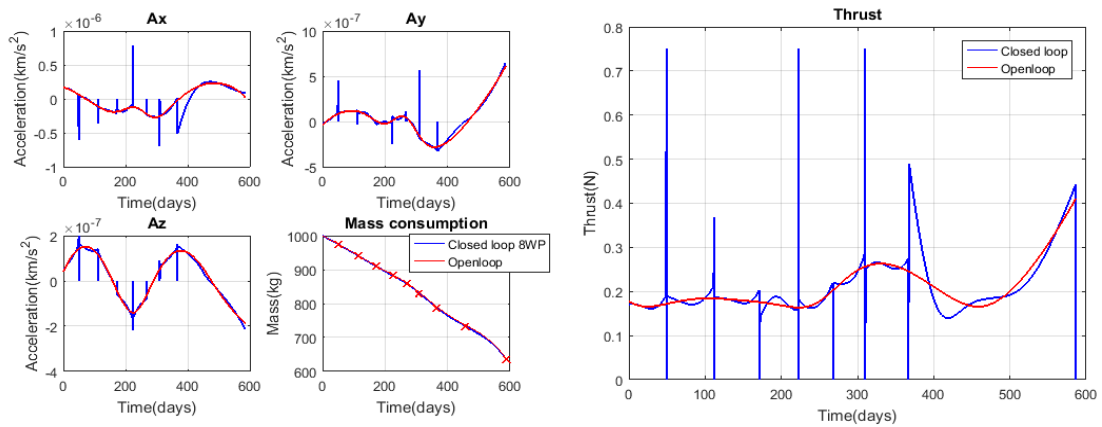 Ax
×10^-6
Acceleration(km/s²)
1
0.5
0
-0.5
-1
0 200 400 600
Time(days)
Ay
×10^-7
Acceleration(km/s²)
10
5
0
-5
0 200 400 600
Time(days)
Az
×10^-7
Acceleration(km/s²)
2
0
-2
-4
0 200 400 600
Time(days)
Mass consumption
Mass(kg)
1000
900
800
700
600
0 100 200 300 400 500 600
Time(days)
Closed loop 8WP
Openloop
Thrust
Thrust(N)
0.8
0.7
0.6
0.5
0.4
0.3
0.2
0.1
0
0 100 200 300 400 500 600
Time(days)
Closed loop
Openloop